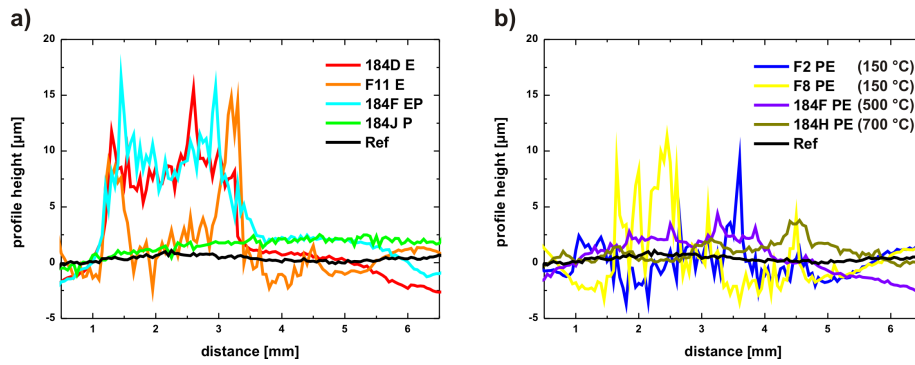 a)
20
15
10
5
0
-5
profile height [µm]
1 2 3 4 5 6
distance [mm]
184D E
F11 E
184F EP
184J P
Ref
b)
20
15
10
5
0
-5
profile height [µm]
1 2 3 4 5 6
distance [mm]
F2 PE (150 °C)
F8 PE (150 °C)
184F PE (500 °C)
184H PE (700 °C)
Ref